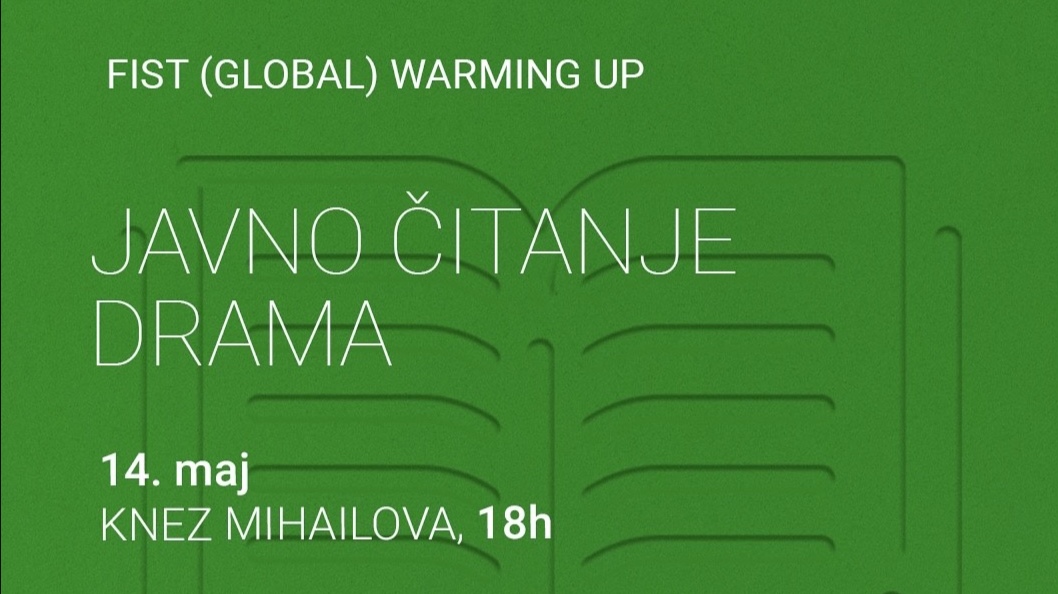 FIST (GLOBAL) WARMING UP
JAVNO ČITANJE
DRAMA
14. maj
KNEZ MIHAILOVA, 18h